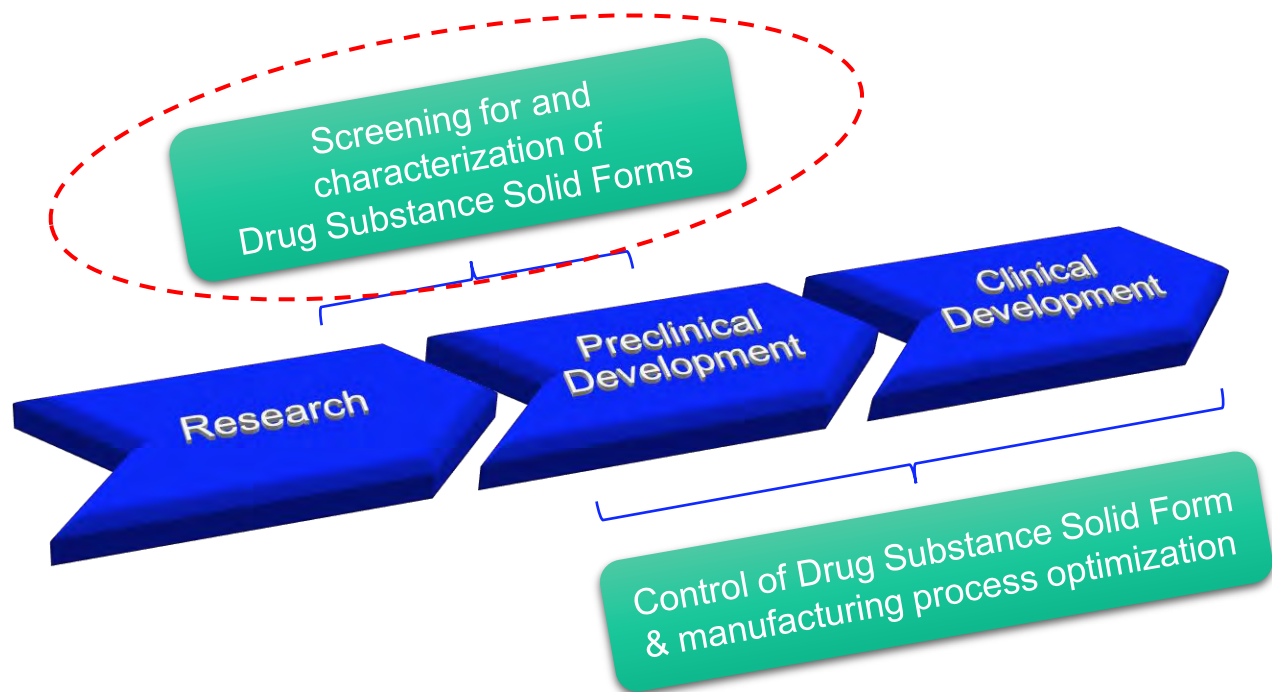 Screening for and
characterization of
Drug Substance Solid Forms
Research
Preclinical
Development
Clinical
Development
Control of Drug Substance Solid Form
& manufacturing process optimization